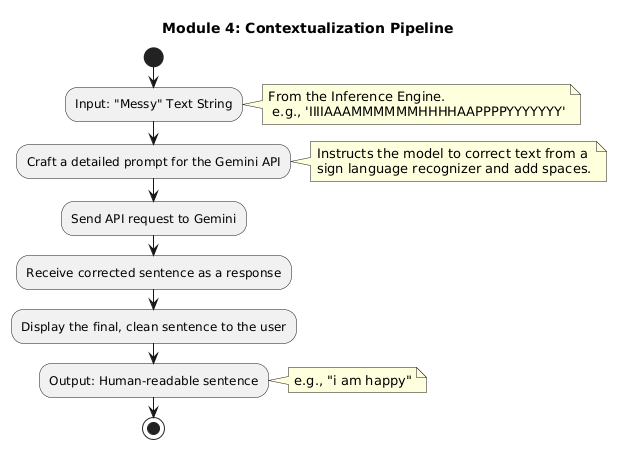 Module 4: Contextualization Pipeline
Input: "Messy" Text String
From the Inference Engine.
e.g., 'IIIIAAAMMMMMMHHHHAAPPPPYYYYYYY'
Craft a detailed prompt for the Gemini API
Instructs the model to correct text from a
sign language recognizer and add spaces.
Send API request to Gemini
Receive corrected sentence as a response
Display the final, clean sentence to the user
Output: Human-readable sentence
e.g., "i am happy"